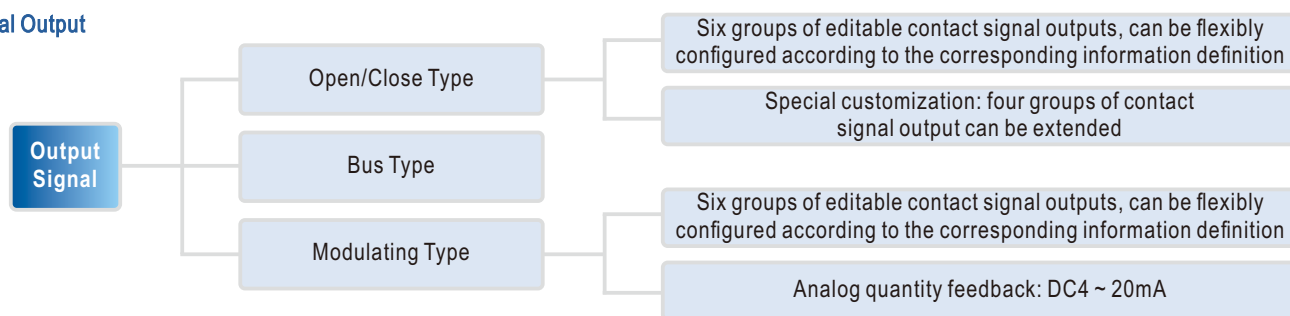 al Output
Output
Signal
Open/Close Type
Six groups of editable contact signal outputs, can be flexibly
configured according to the corresponding information definition
Special customization: four groups of contact
signal output can be extended
Bus Type
Modulating Type
Six groups of editable contact signal outputs, can be flexibly
configured according to the corresponding information definition
Analog quantity feedback: DC4 ~ 20mA